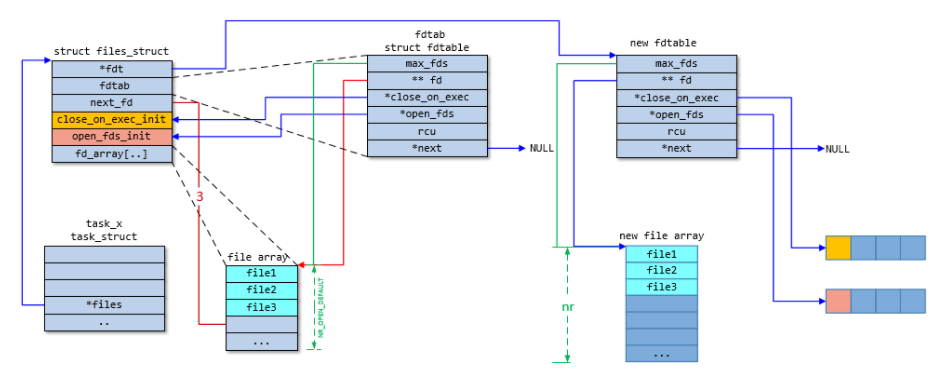 struct files_struct
*fdt
fdtab
next_fd
close_on_exec_init
open_fds_init
fd_array[..]
fdtab
struct fdtable
max_fds
** fd
*close_on_exec
*open_fds
rcu
*next
NULL
new fdtable
max_fds
** fd
*close_on_exec
*open_fds
rcu
*next
NULL
3
task_x
task_struct
*files
..
file array
file1
file2
file3
...
NR_OPEN_DEFAULT
new file array
file1
file2
file3
...
nr